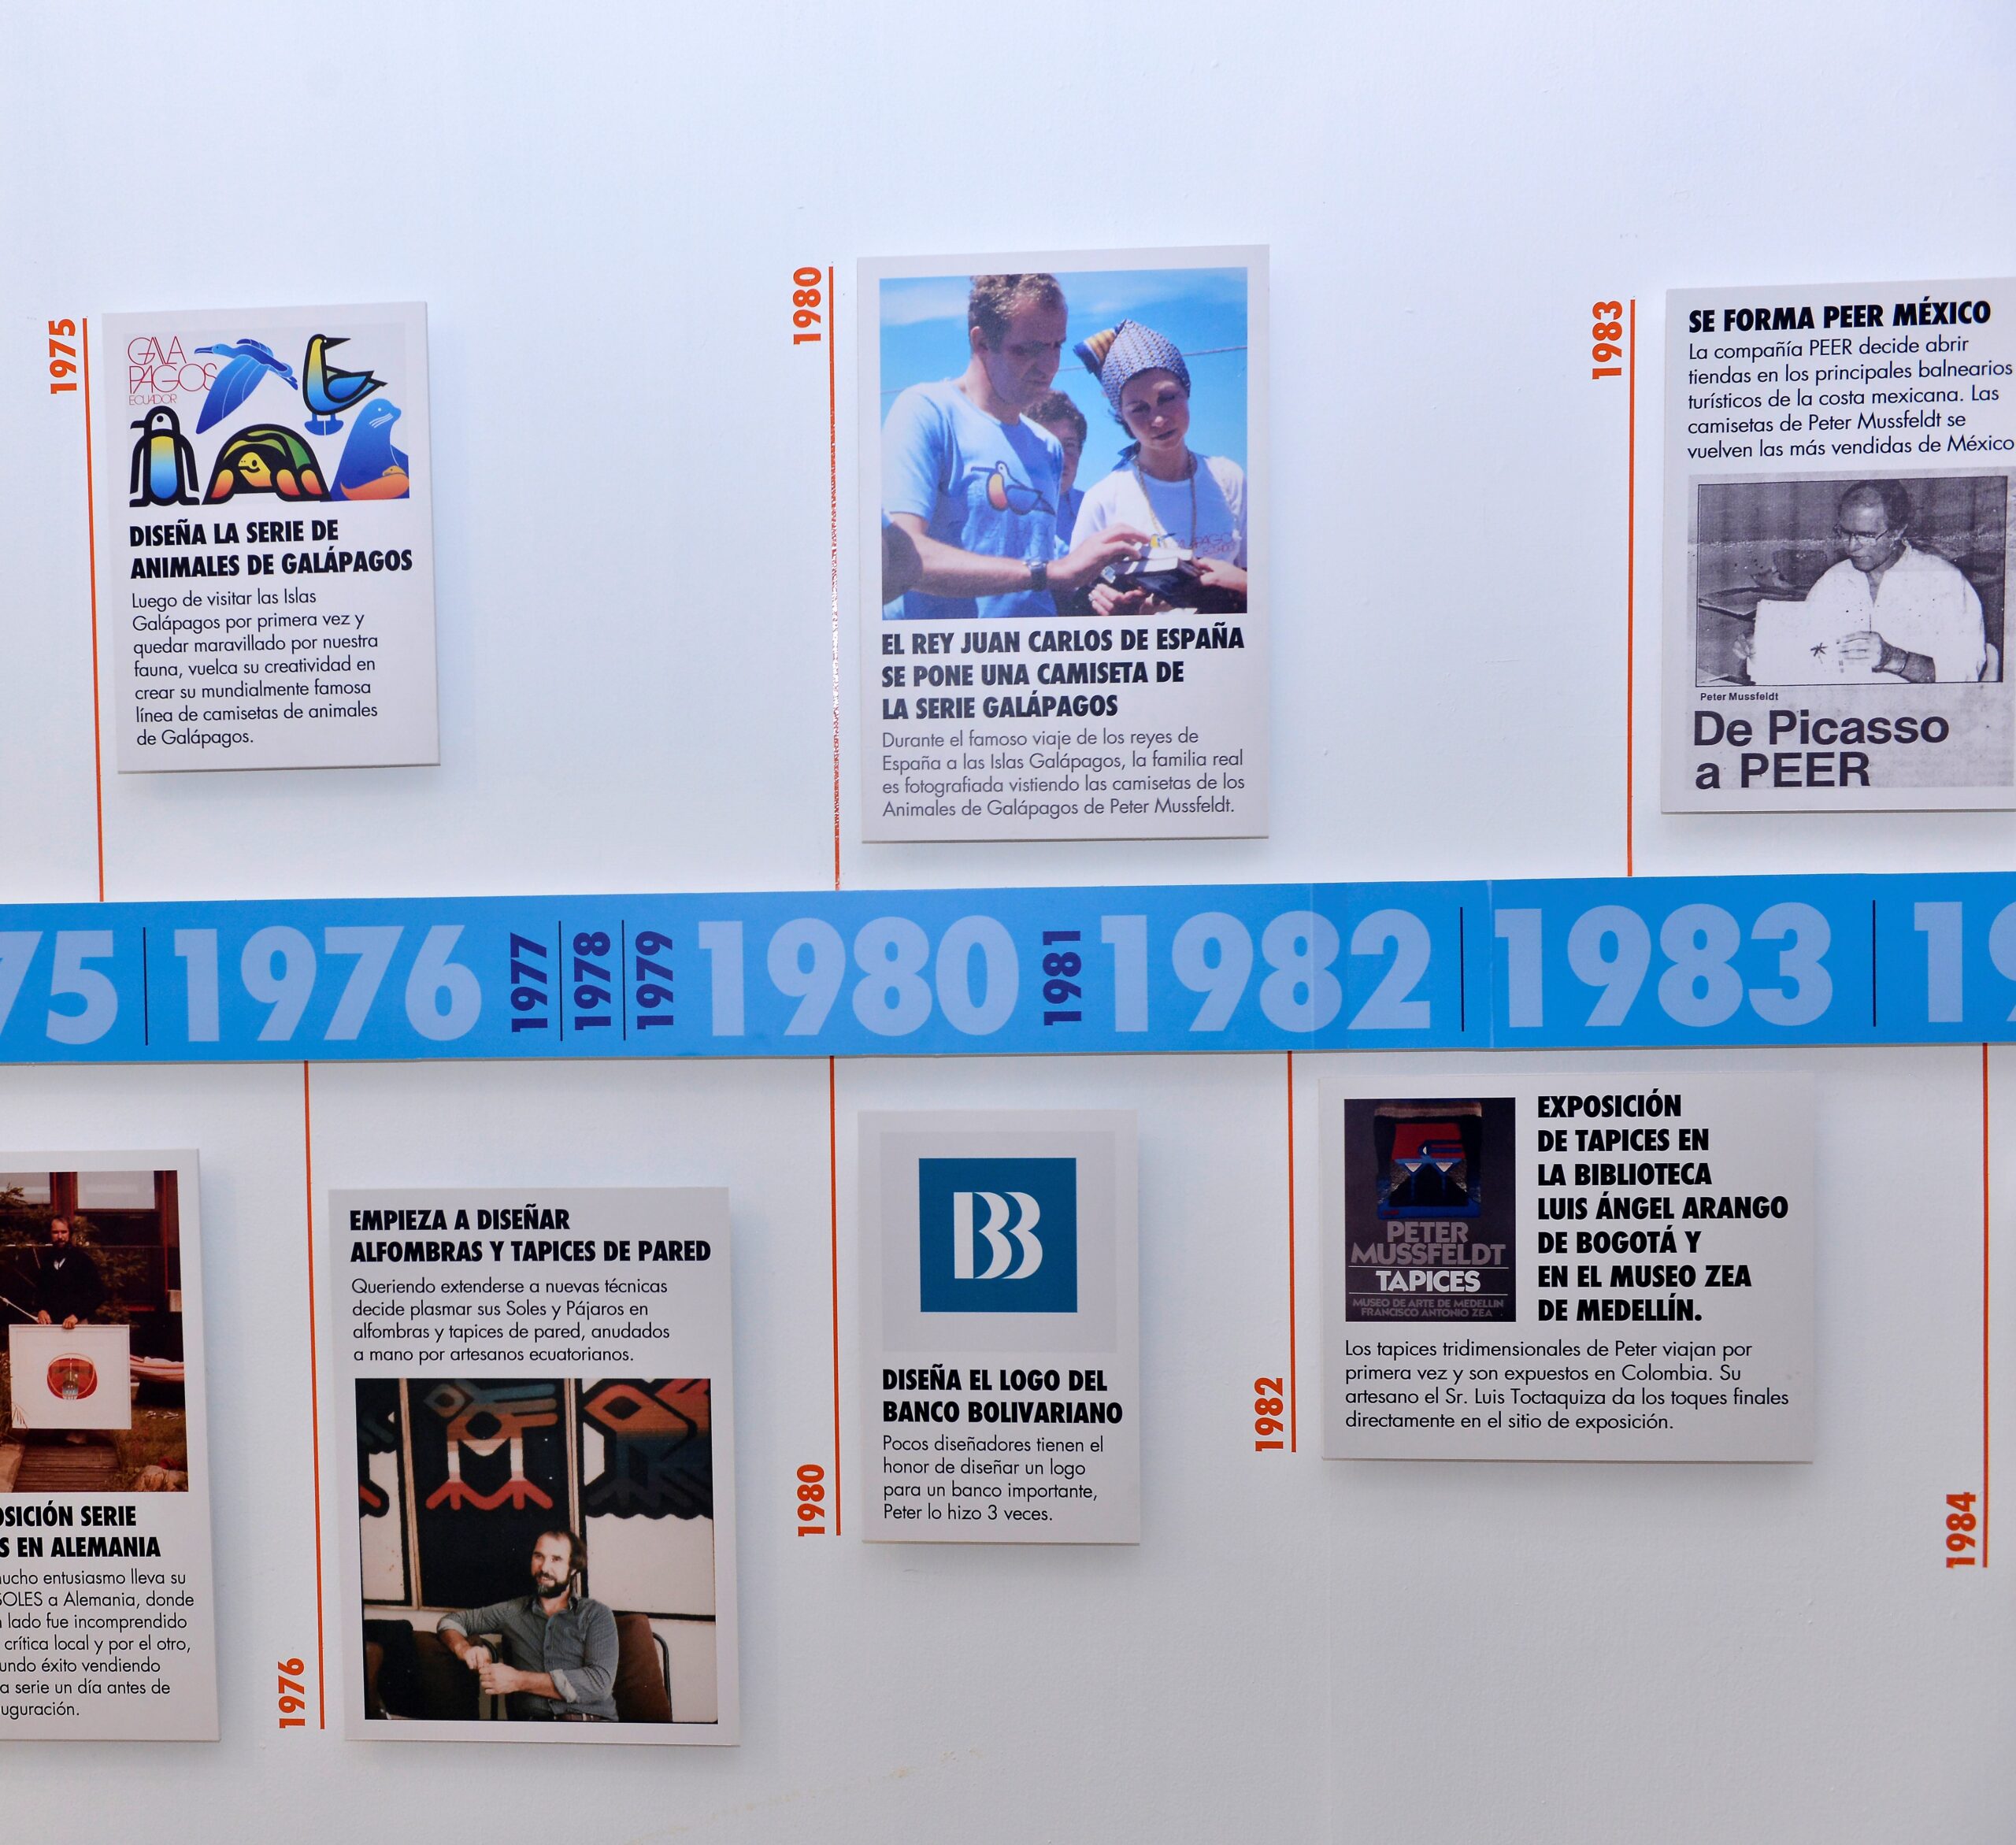 1975
GALA
PAGOS
ECUADOR
DISEÑA LA SERIE DE
ANIMALES DE GALÁPAGOS
Luego de visitar las Islas
Galápagos por primera vez y
quedar maravillado por nuestra
fauna, vuelca su creatividad en
crear su mundialmente famosa
línea de camisetas de animales
de Galápagos.
1980
EL REY JUAN CARLOS DE ESPAÑA
SE PONE UNA CAMISETA DE
LA SERIE GALÁPAGOS
Durante el famoso viaje de los reyes de
España a las Islas Galápagos, la familia real
es fotografiada vistiendo las camisetas de los
Animales de Galápagos de Peter Mussfeldt.
1983
SE FORMA PEER MÉXICO
La compañía PEER decide abrir
tiendas en los principales balnearios
turísticos de la costa mexicana. Las
camisetas de Peter Mussfeldt se
vuelven las más vendidas de México
Peter Mussfeldt
De Picasso
a PEER
75 1976 1977 1978 1979 1980 1981 1982 1983 19
OSICIÓN SERIE
S EN ALEMANIA
ucho entusiasmo lleva su
SOLES a Alemania, donde
lado fue incomprendido
crítica local y por el otro,
undo éxito vendiendo
a serie un día antes de
uguración.
1976
EMPIEZA A DISEÑAR
ALFOMBRAS Y TAPICES DE PARED
Queriendo extenderse a nuevas técnicas
decide plasmar sus Soles y Pájaros en
alfombras y tapices de pared, anudados
a mano por artesanos ecuatorianos.
1980
BB
DISEÑA EL LOGO DEL
BANCO BOLIVARIANO
Pocos diseñadores tienen el
honor de diseñar un logo
para un banco importante,
Peter lo hizo 3 veces.
1982
PETER
MUSSFELDT
TAPICES
MUSEO DE ARTE DE MEDELLIN
FRANCISCO ANTONIO ZEA
EXPOSICIÓN
DE TAPICES EN
LA BIBLIOTECA
LUIS ÁNGEL ARANGO
DE BOGOTÁ Y
EN EL MUSEO ZEA
DE MEDELLÍN.
Los tapices tridimensionales de Peter viajan por
primera vez y son expuestos en Colombia. Su
artesano el Sr. Luis Toctaquiza da los toques finales
directamente en el sitio de exposición.
1984